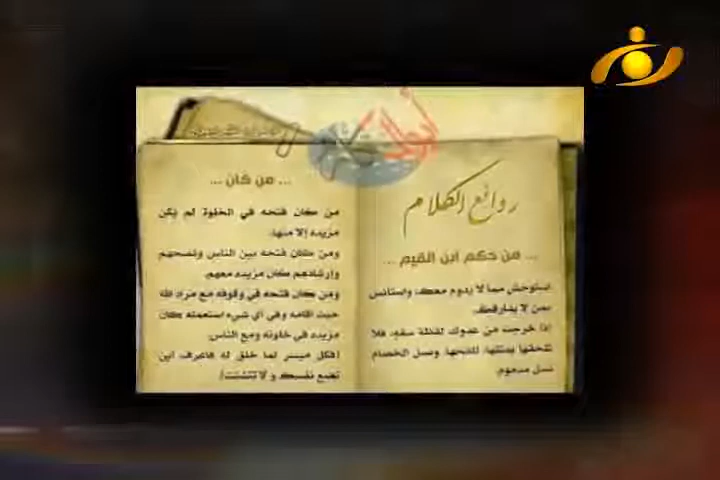 روائع الكلام
... من حكم ابن القيم ...
استوحش مما لا يدوم معك، واستأنس
بمن لا يفارقك.
إذا خرجت من عدوك لفظة سفهٍ، فلا
تلحقها بمثلها، تلقحها، ونسل الخصام
نسل مذموم.
... من كان ...
من كان فتحه في الخلوة لم يكن
مزيده إلا منها.
ومن كان فتحه بين الناس ونصحهم
وإرشادهم كان مزيده معهم.
ومن كان فتحه في وقوفه مع مراد الله
حيث أقامه وفي أي شيء استعمله كان
مزيده في خلوته ومع الناس.
(فكل ميسر لما خلق له فاعرف أين
تضع نفسك و لا تتشتت)